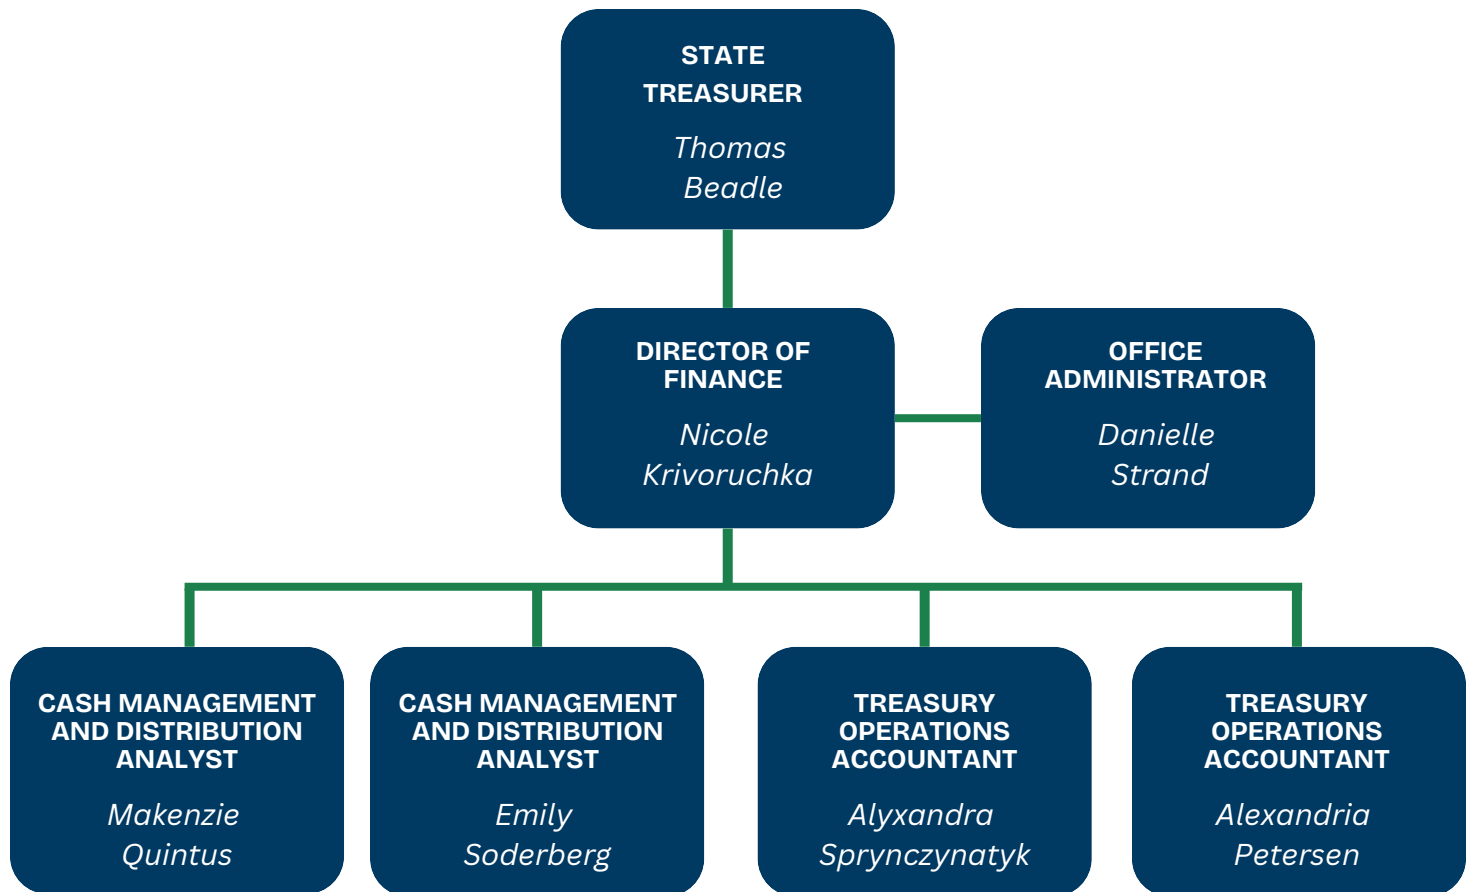 STATE
TREASURER
Thomas
Beadle
DIRECTOR OF
FINANCE
Nicole
Krivoruchka
OFFICE
ADMINISTRATOR
Danielle
Strand
CASH MANAGEMENT
AND DISTRIBUTION
ANALYST
Makenzie
Quintus
CASH MANAGEMENT
AND DISTRIBUTION
ANALYST
Emily
Soderberg
TREASURY
OPERATIONS
ACCOUNTANT
Alyxandra
Sprynczynatyk
TREASURY
OPERATIONS
ACCOUNTANT
Alexandria
Petersen